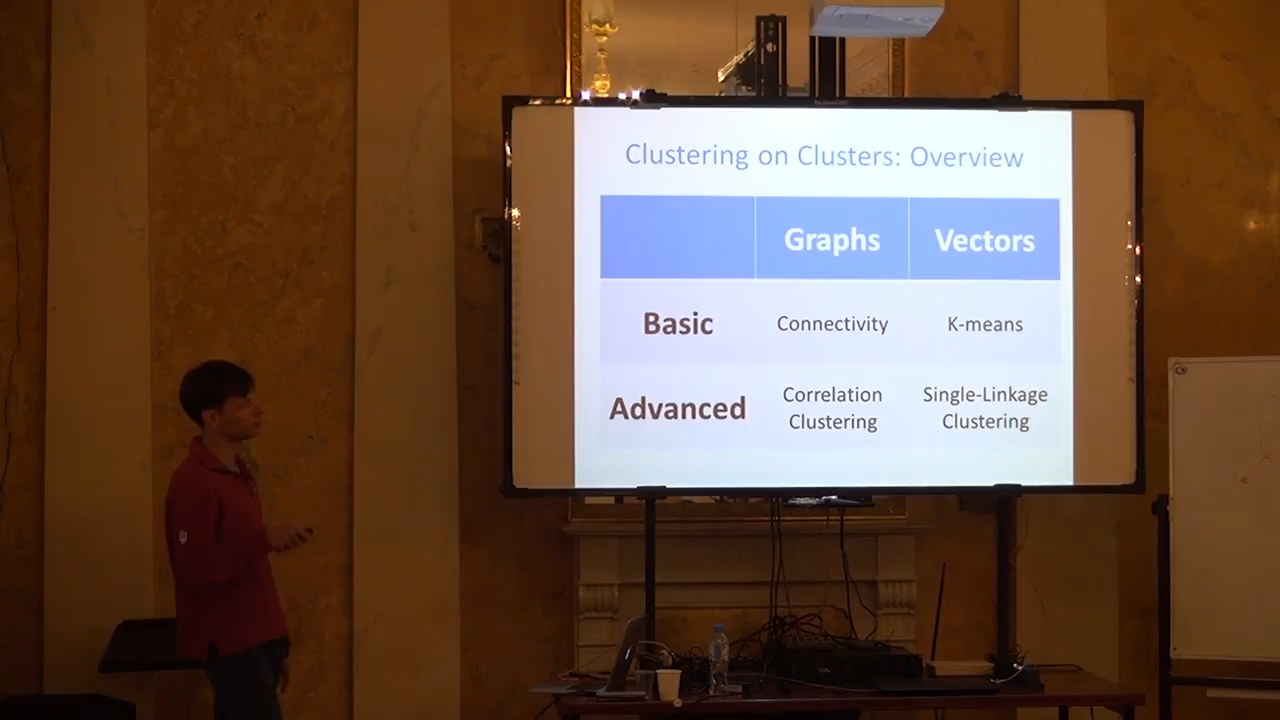 Clustering on Clusters: Overview
Graphs Vectors
Basic Connectivity K-means
Advanced Correlation Clustering Single-Linkage Clustering